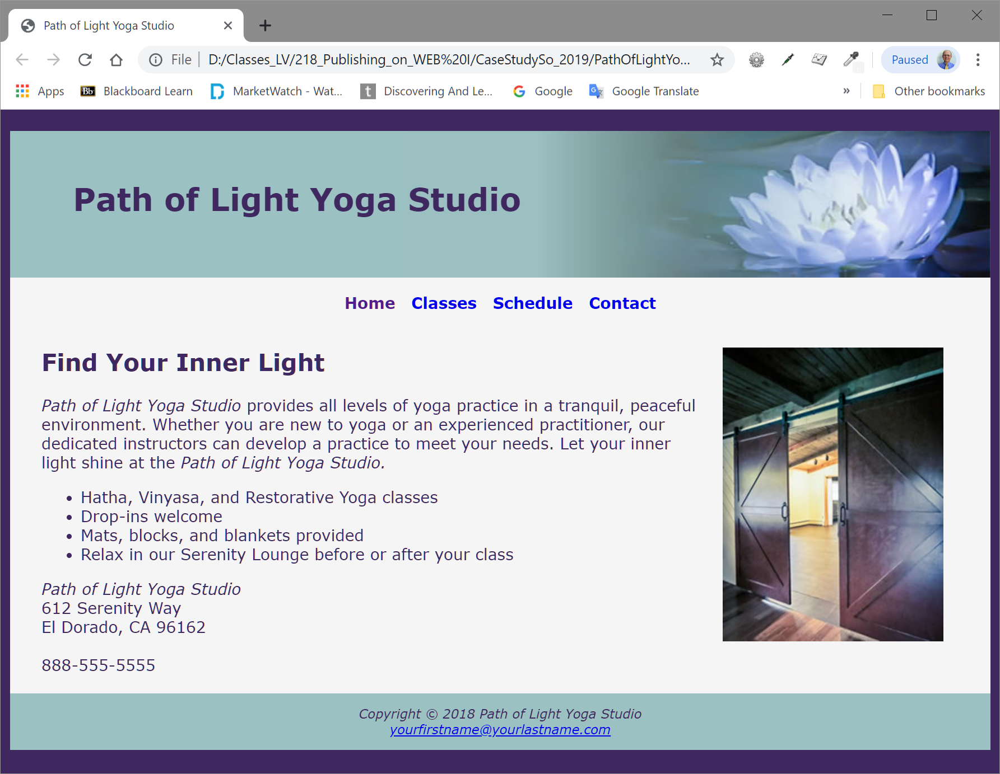 Path of Light Yoga Studio
File | D:/Classes_LV/218_Publishing_on_WEB%20I/CaseStudySo_2019/PathOfLightYo...
Paused
Apps
Bb
Blackboard Learn
MarketWatch - Wat...
t
Discovering And Le...
Google
Google Translate
»
Other bookmarks
Path of Light Yoga Studio
Home Classes Schedule Contact
Find Your Inner Light
Path of Light Yoga Studio provides all levels of yoga practice in a tranquil, peaceful
environment. Whether you are new to yoga or an experienced practitioner, our
dedicated instructors can develop a practice to meet your needs. Let your inner
light shine at the Path of Light Yoga Studio.
• Hatha, Vinyasa, and Restorative Yoga classes
• Drop-ins welcome
• Mats, blocks, and blankets provided
• Relax in our Serenity Lounge before or after your class
Path of Light Yoga Studio
612 Serenity Way
El Dorado, CA 96162
888-555-5555
Copyright © 2018 Path of Light Yoga Studio
yourfirstname@yourlastname.com